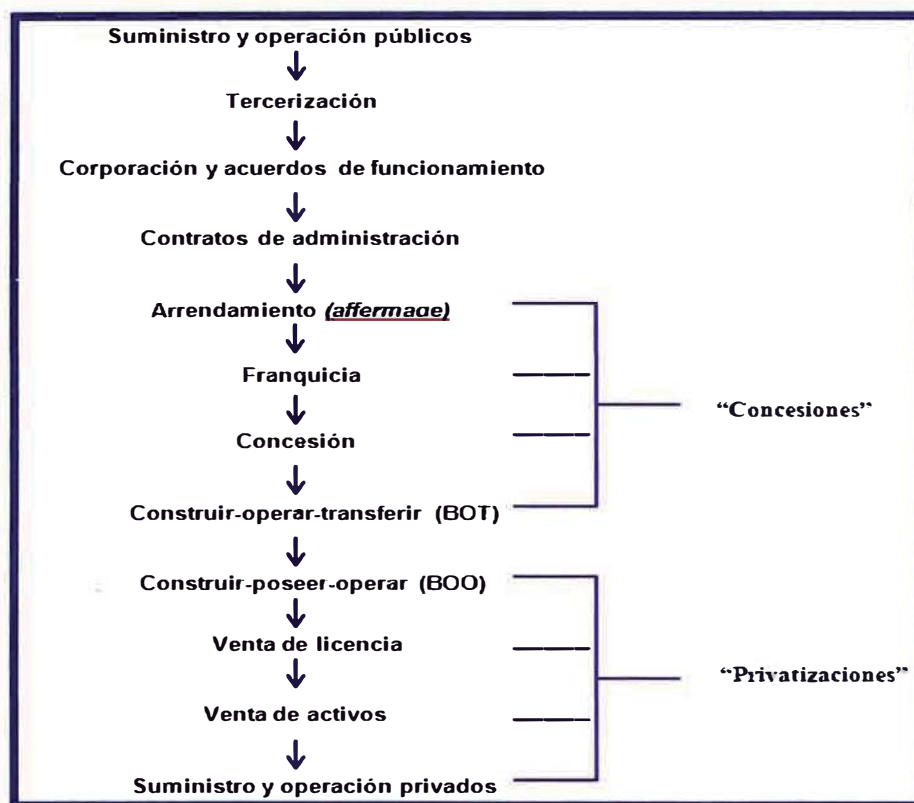 Suministro y operación públicos
Tercerización
Corporación y acuerdos de funcionamiento
Contratos de administración
Arrendamiento (affermage)
Franquicia
Concesión
“Concesiones”
Construir-operar-transferir (BOT)
Construir-poseer-operar (BOO)
Venta de licencia
“Privatizaciones”
Venta de activos
Suministro y operación privados